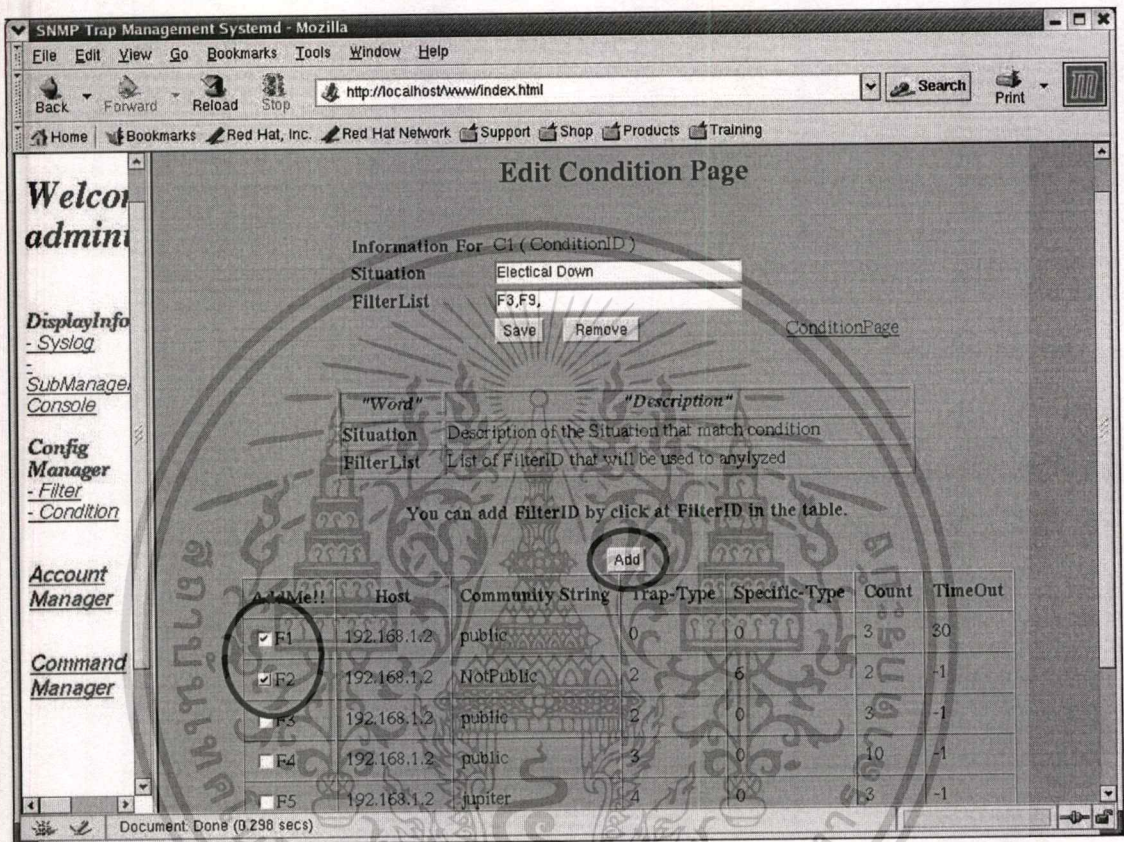 SNMP Trap Management Systemd - Mozilla
File Edit View Go Bookmarks Tools Window Help
Back Forward Reload Stop http://localhost/www/index.html Search Print
Home Bookmarks Red Hat, Inc. Red Hat Network Support Shop Products Training
Welcor
admini
DisplayInfo
- Syslog
-
SubManager
Console
Config
Manager
- Filter
- Condition
Account
Manager
Command
Manager
Edit Condition Page
Information For C1 ( ConditionID )
Situation Electical Down
FilterList F3,F9,
Save Remove ConditionPage
"Word" "Description"
Situation Description of the Situation that match condition
FilterList List of FilterID that will be used to anylyzed
You can add FilterID by click at FilterID in the table.
Add
AddMe!! Host Community String Trap-Type Specific-Type Count TimeOut
F1 192.168.1.2 public 0 0 3 30
F2 192.168.1.2 NotPublic 2 6 2 -1
F3 192.168.1.2 public 2 0 3 -1
F4 192.168.1.2 public 3 0 10 -1
F5 192.168.1.2 jupiter 4 0 3 -1
Document: Done (0.298 secs)